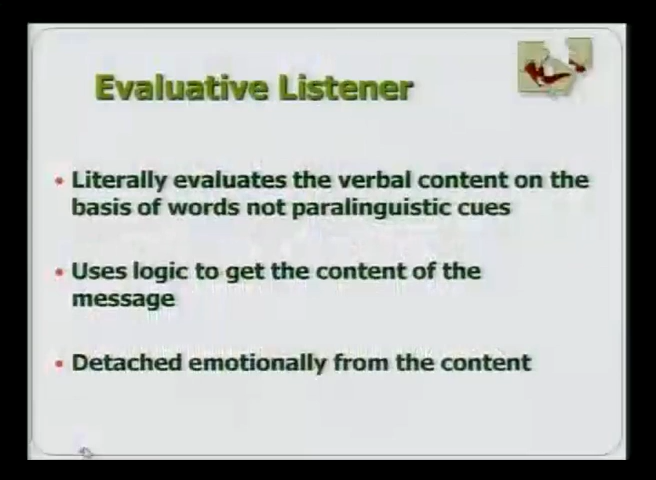 Evaluative Listener
• Literally evaluates the verbal content on the
basis of words not paralinguistic cues
• Uses logic to get the content of the
message
• Detached emotionally from the content